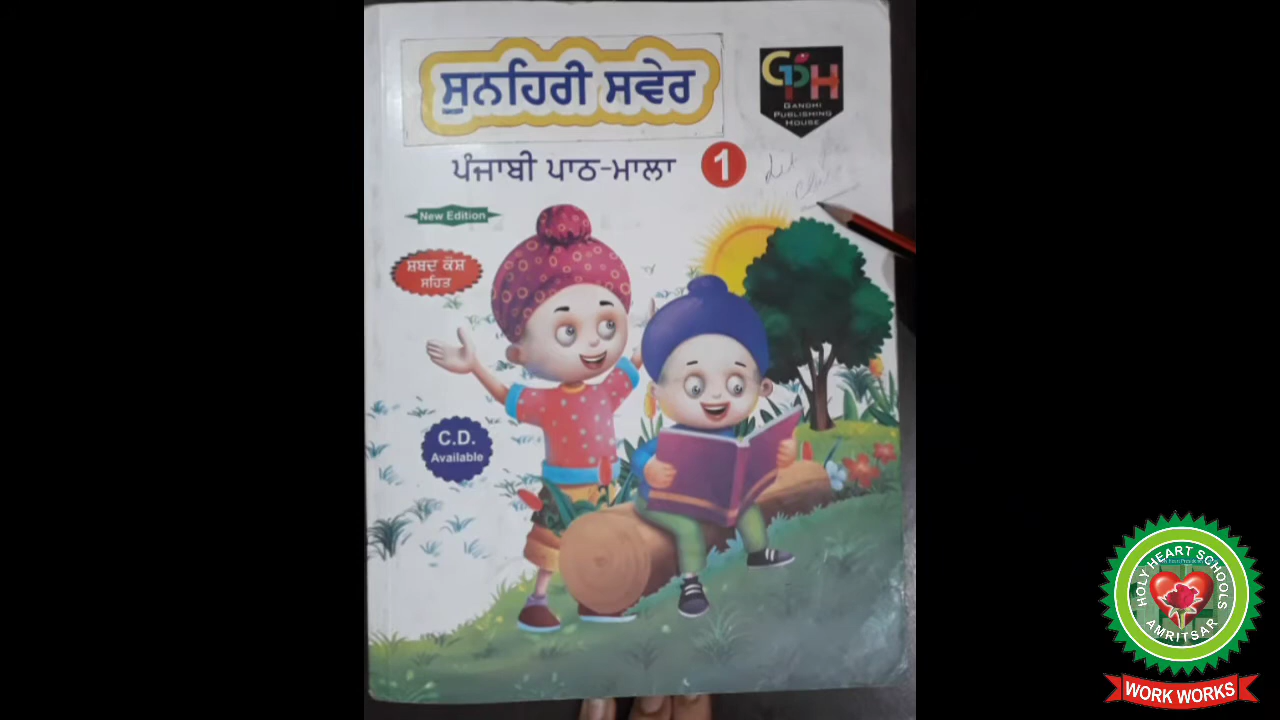 ਸੁਨਹਿਰੀ ਸਵੇਰ
GPH
GANDHI
PUBLISHING
HOUSE
ਪੰਜਾਬੀ ਪਾਠ-ਮਾਲਾ 1
New Edition
ਸ਼ਬਦ ਕੋਸ਼
ਸਹਿਤ
C.D.
Available
HOLY HEART SCHOOLS
AMRITSAR
WORK WORKS